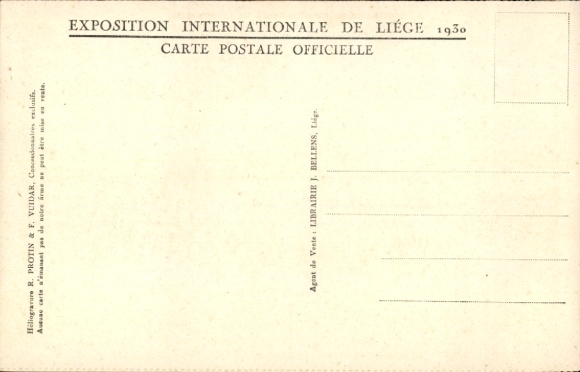 EXPOSITION INTERNATIONALE DE LIÉGE 1930
CARTE POSTALE OFFICIELLE
Héliogravure R. PROTIN & F. VUIDAR, Concessionnaires exclusifs.
Aucune carte n'émanant pas de notre firme ne peut être mise en vente.
Agent de Vente : LIBRAIRIE J. BELLENS, Liége.